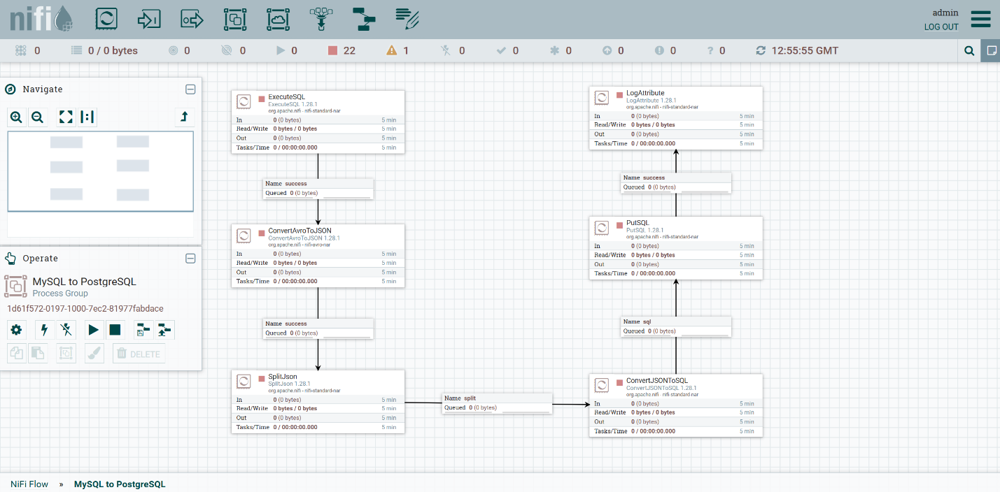 nifi
admin
LOG OUT
0
0 / 0 bytes
0
0
0
22
1
0
0
0
0
0
? 0
12:55:55 GMT
Navigate
Operate
MySQL to PostgreSQL
Process Group
1d61f572-0197-1000-7ec2-81977fabdace
DELETE
ExecuteSQL
ExecuteSQL 1.28.1
org.apache.nifi - nifi-standard-nar
In 0 (0 bytes) 5 min
Read/Write 0 bytes / 0 bytes 5 min
Out 0 (0 bytes) 5 min
Tasks/Time 0 / 00:00:00.000 5 min
Name success
Queued 0 (0 bytes)
ConvertAvroToJSON
ConvertAvroToJSON 1.28.1
org.apache.nifi - nifi-avro-nar
In 0 (0 bytes) 5 min
Read/Write 0 bytes / 0 bytes 5 min
Out 0 (0 bytes) 5 min
Tasks/Time 0 / 00:00:00.000 5 min
Name success
Queued 0 (0 bytes)
SplitJson
SplitJson 1.28.1
org.apache.nifi - nifi-standard-nar
In 0 (0 bytes) 5 min
Read/Write 0 bytes / 0 bytes 5 min
Out 0 (0 bytes) 5 min
Tasks/Time 0 / 00:00:00.000 5 min
Name split
Queued 0 (0 bytes)
LogAttribute
LogAttribute 1.28.1
org.apache.nifi - nifi-standard-nar
In 0 (0 bytes) 5 min
Read/Write 0 bytes / 0 bytes 5 min
Out 0 (0 bytes) 5 min
Tasks/Time 0 / 00:00:00.000 5 min
Name success
Queued 0 (0 bytes)
PutSQL
PutSQL 1.28.1
org.apache.nifi - nifi-standard-nar
In 0 (0 bytes) 5 min
Read/Write 0 bytes / 0 bytes 5 min
Out 0 (0 bytes) 5 min
Tasks/Time 0 / 00:00:00.000 5 min
Name sql
Queued 0 (0 bytes)
ConvertJSONToSQL
ConvertJSONToSQL 1.28.1
org.apache.nifi - nifi-standard-nar
In 0 (0 bytes) 5 min
Read/Write 0 bytes / 0 bytes 5 min
Out 0 (0 bytes) 5 min
Tasks/Time 0 / 00:00:00.000 5 min
NiFi Flow » MySQL to PostgreSQL